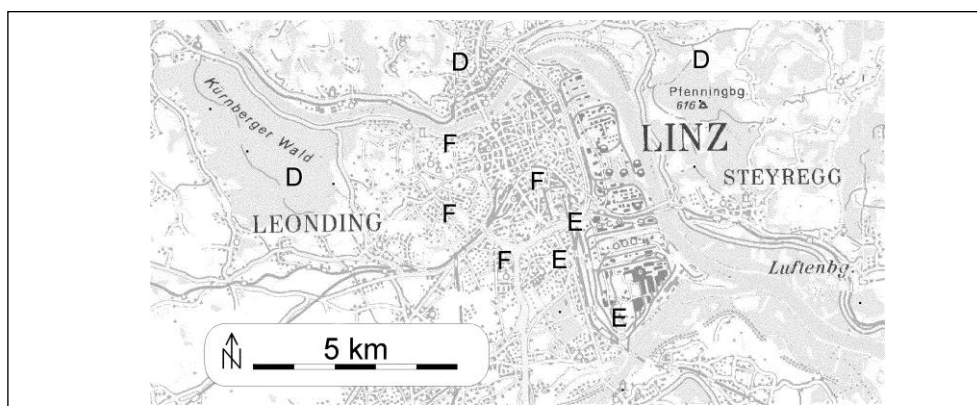 D
D
Pfenningbg.
616
Kürnberger Wald
F
LINZ
D
F
STEYREGG
LEONDING
F
E
F
E
Luftenbg.
E
N
5 km